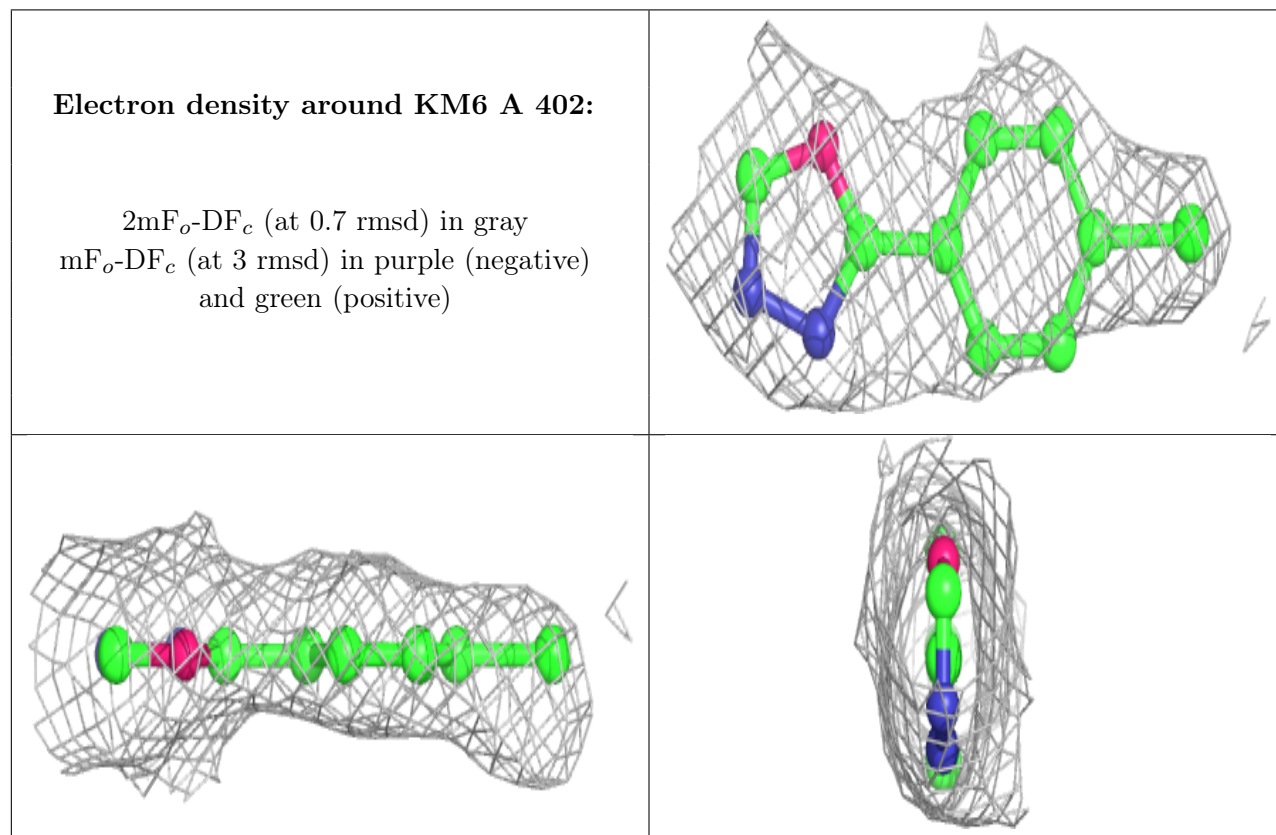 Electron density around KM6 A 402:
2mFo-DFc (at 0.7 rmsd) in gray
mFo-DFc (at 3 rmsd) in purple (negative)
and green (positive)